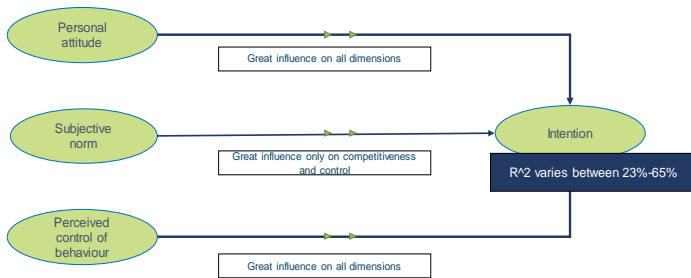 Personal
attitude
Great influence on all dimensions
Subjective
norm
Great influence only on competitiveness
and control
Intention
R^2 varies between 23%-65%
Perceived
control of
behaviour
Great influence on all dimensions